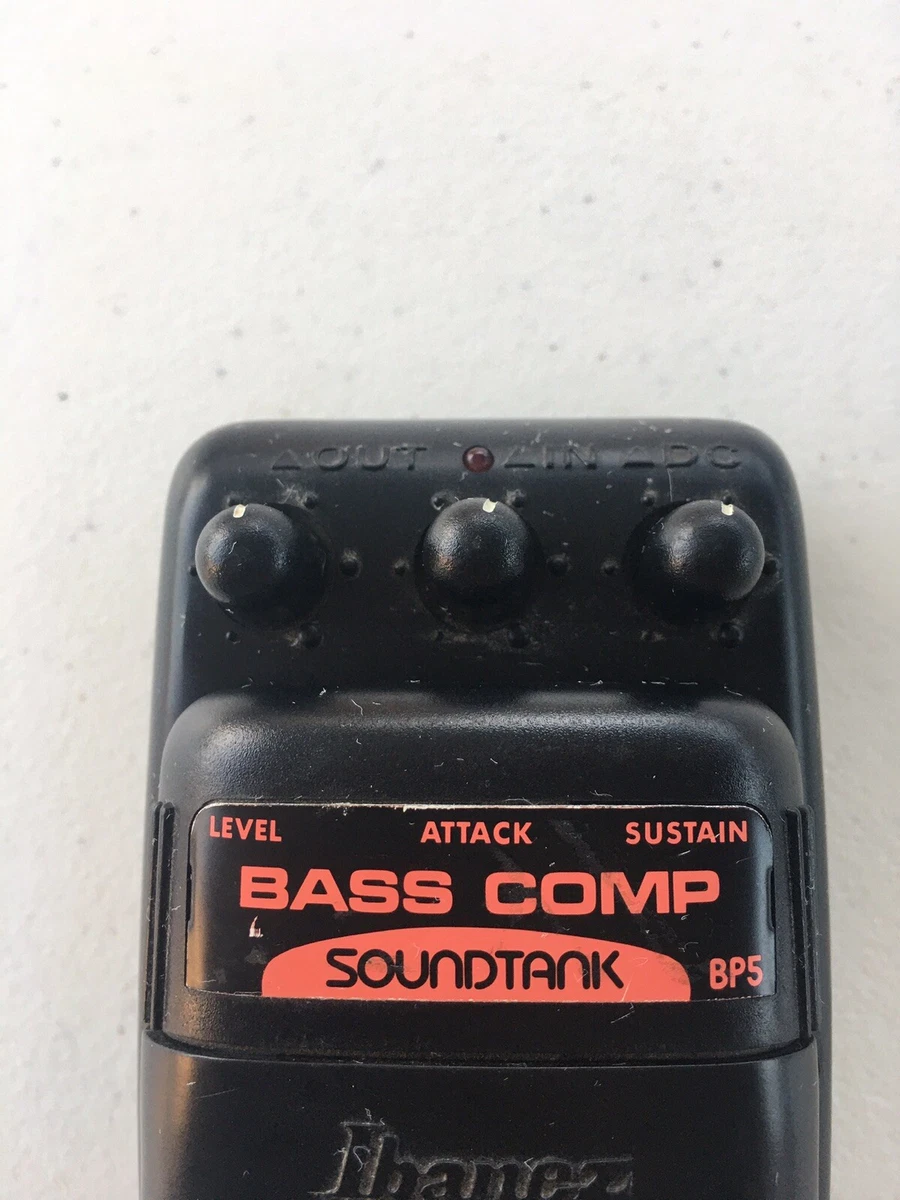 △OUT △IN △DC
LEVEL ATTACK SUSTAIN
BASS COMP
SOUNDTANK
BP5
Ibanez